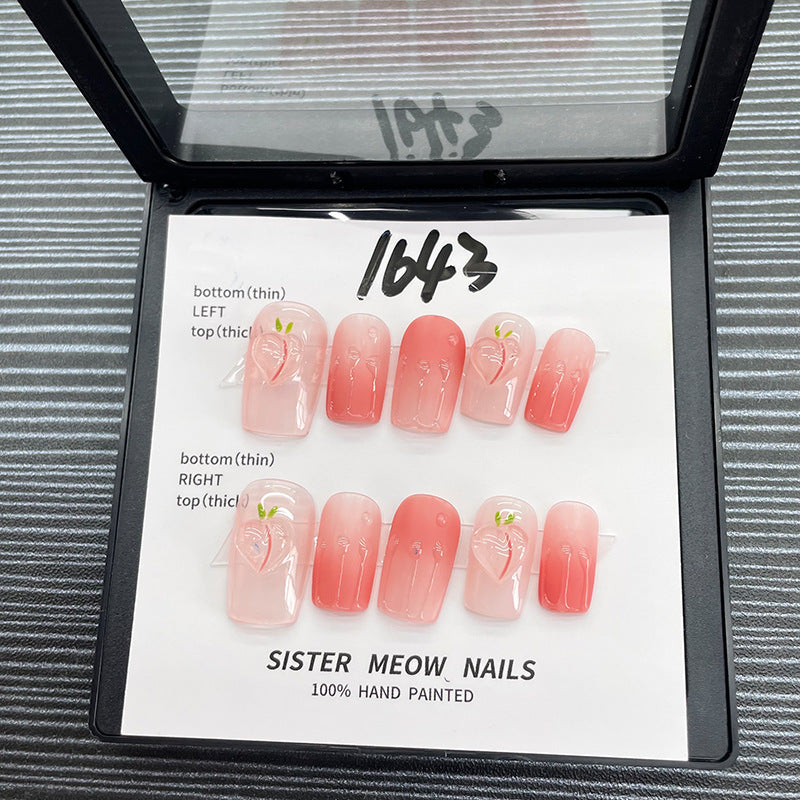 1643
bottom(thin)
LEFT
top(thick)
bottom(thin)
RIGHT
top(thick)
SISTER MEOW NAILS
100% HAND PAINTED